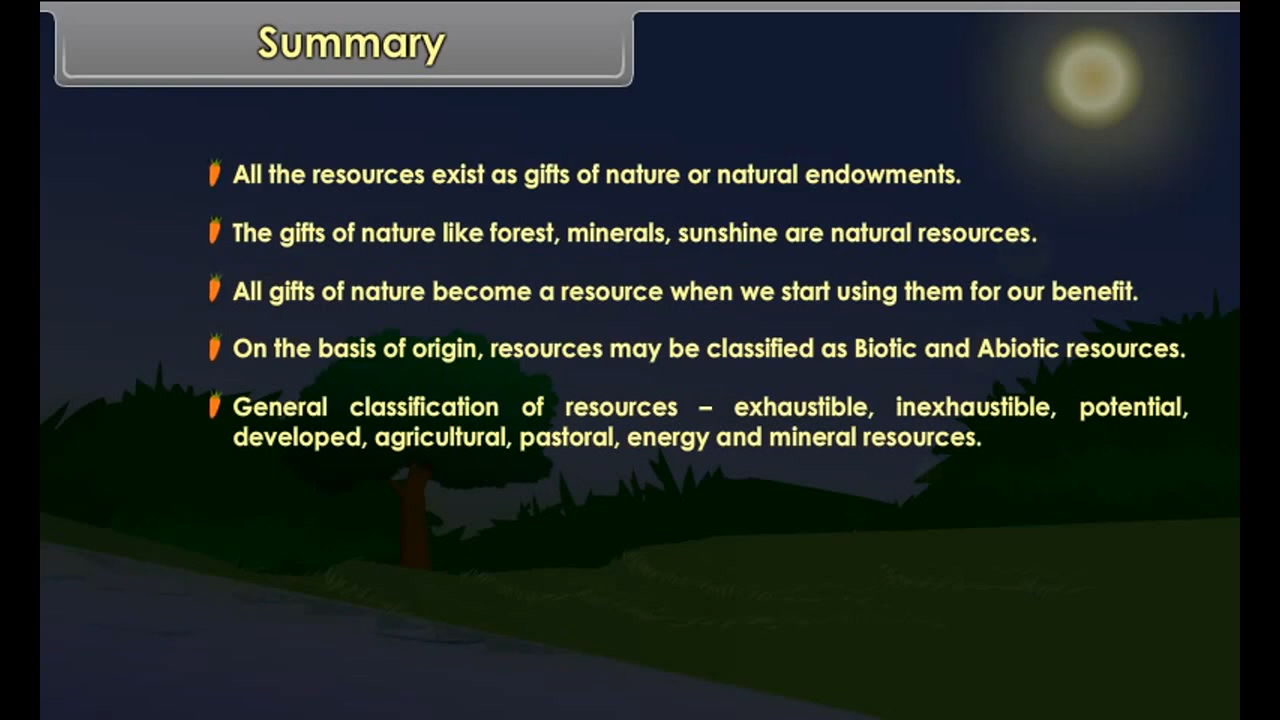 Summary
All the resources exist as gifts of nature or natural endowments.
The gifts of nature like forest, minerals, sunshine are natural resources.
All gifts of nature become a resource when we start using them for our benefit.
On the basis of origin, resources may be classified as Biotic and Abiotic resources.
General classification of resources – exhaustible, inexhaustible, potential,
developed, agricultural, pastoral, energy and mineral resources.